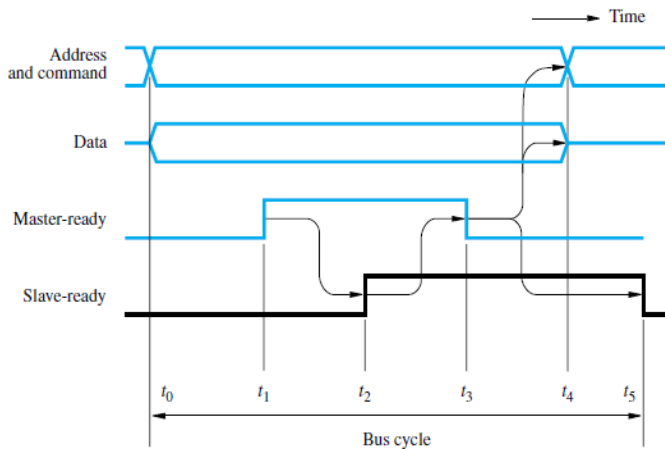 Time
Address
and command
Data
Master-ready
Slave-ready
t0 t1 t2 t3 t4 t5
Bus cycle